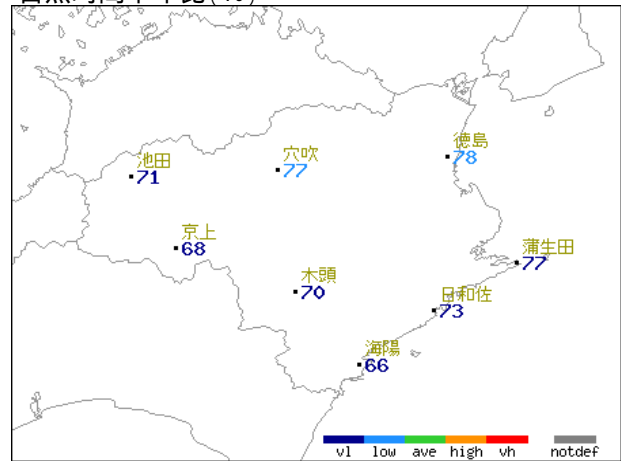 徳島
78
穴吹
77
池田
71
京上
68
蒲生田
77
木頭
70
日和佐
73
海陽
66
vl low ave high vh notdef